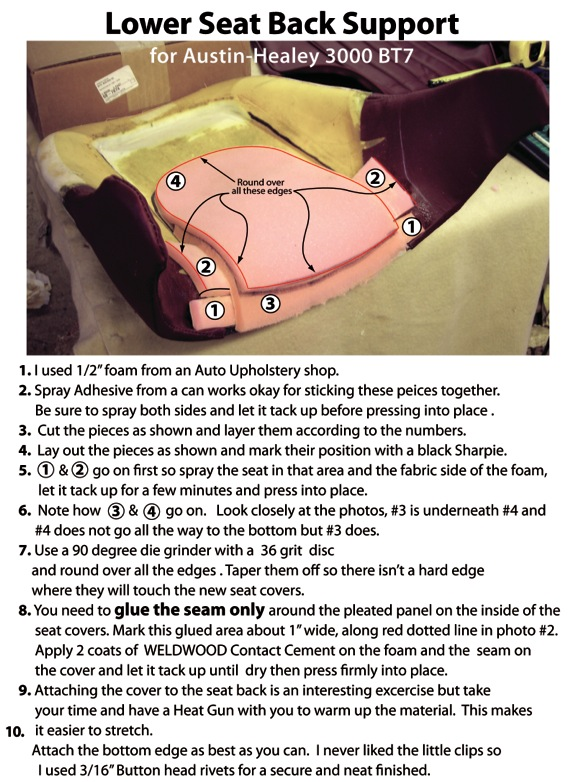 Lower Seat Back Support
for Austin-Healey 3000 BT7
4
Round over
all these edges
2
1
2
1
3
1. I used 1/2" foam from an Auto Upholstery shop.
2. Spray Adhesive from a can works okay for sticking these peices together.
Be sure to spray both sides and let it tack up before pressing into place .
3. Cut the pieces as shown and layer them according to the numbers.
4. Lay out the pieces as shown and mark their position with a black Sharpie.
5. ① & ② go on first so spray the seat in that area and the fabric side of the foam,
let it tack up for a few minutes and press into place.
6. Note how ③ & ④ go on. Look closely at the photos, #3 is underneath #4 and
#4 does not go all the way to the bottom but #3 does.
7. Use a 90 degree die grinder with a 36 grit disc
and round over all the edges . Taper them off so there isn't a hard edge
where they will touch the new seat covers.
8. You need to glue the seam only around the pleated panel on the inside of the
seat covers. Mark this glued area about 1" wide, along red dotted line in photo #2.
Apply 2 coats of WELDWOOD Contact Cement on the foam and the seam on
the cover and let it tack up until dry then press firmly into place.
9. Attaching the cover to the seat back is an interesting excercise but take
your time and have a Heat Gun with you to warm up the material. This makes
10. it easier to stretch.
Attach the bottom edge as best as you can. I never liked the little clips so
I used 3/16" Button head rivets for a secure and neat finished.